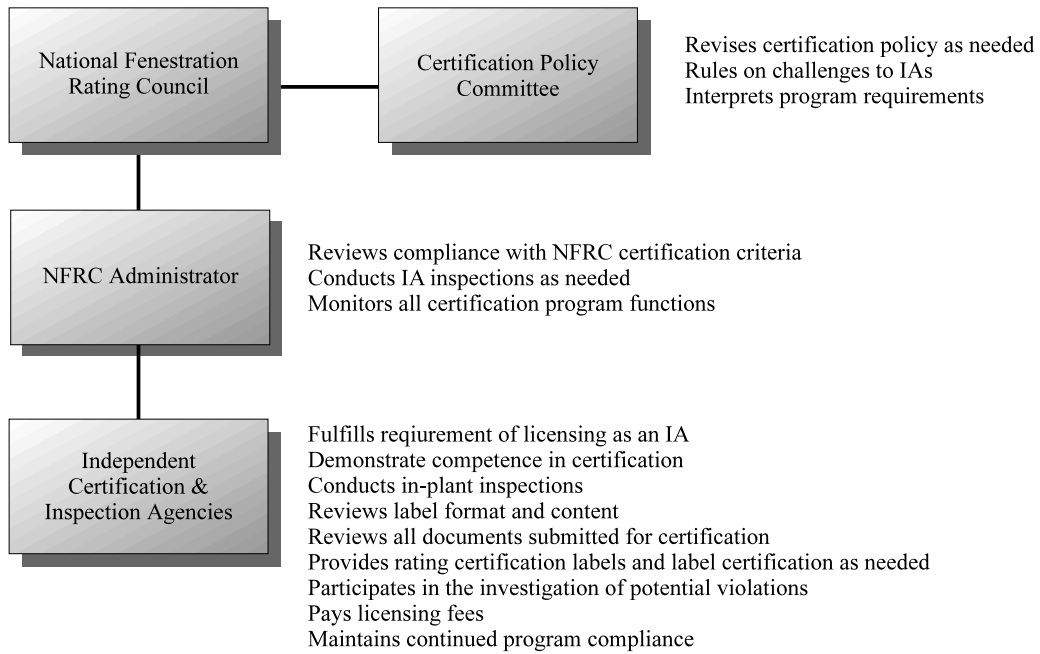 National Fenestration
Rating Council
Certification Policy
Committee
Revises certification policy as needed
Rules on challenges to IAs
Interprets program requirements
NFRC Administrator
Reviews compliance with NFRC certification criteria
Conducts IA inspections as needed
Monitors all certification program functions
Independent
Certification &
Inspection Agencies
Fulfills reqiurement of licensing as an IA
Demonstrate competence in certification
Conducts in-plant inspections
Reviews label format and content
Reviews all documents submitted for certification
Provides rating certification labels and label certification as needed
Participates in the investigation of potential violations
Pays licensing fees
Maintains continued program compliance